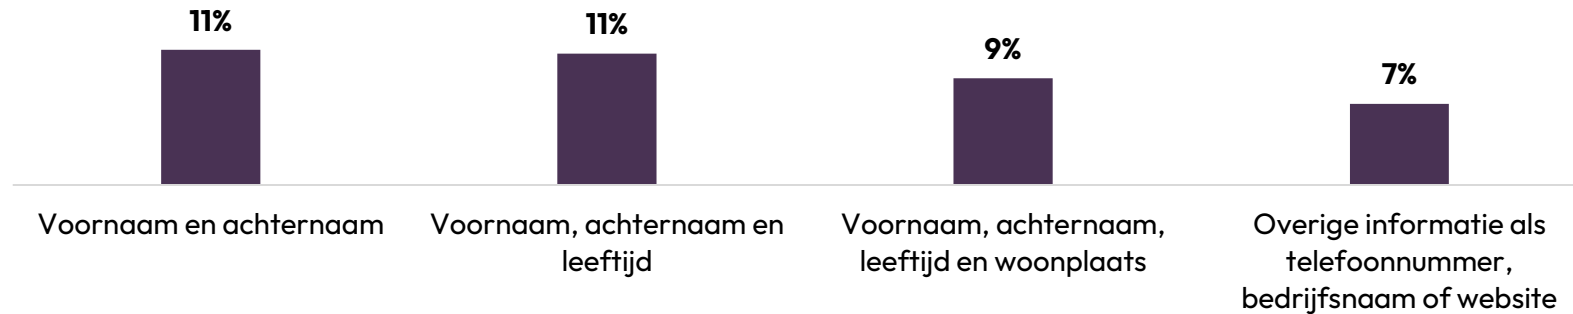 11%
11%
9%
7%
Voornaam en achternaam
Voornaam, achternaam en
leeftijd
Voornaam, achternaam,
leeftijd en woonplaats
Overige informatie als
telefoonnummer,
bedrijfsnaam of website